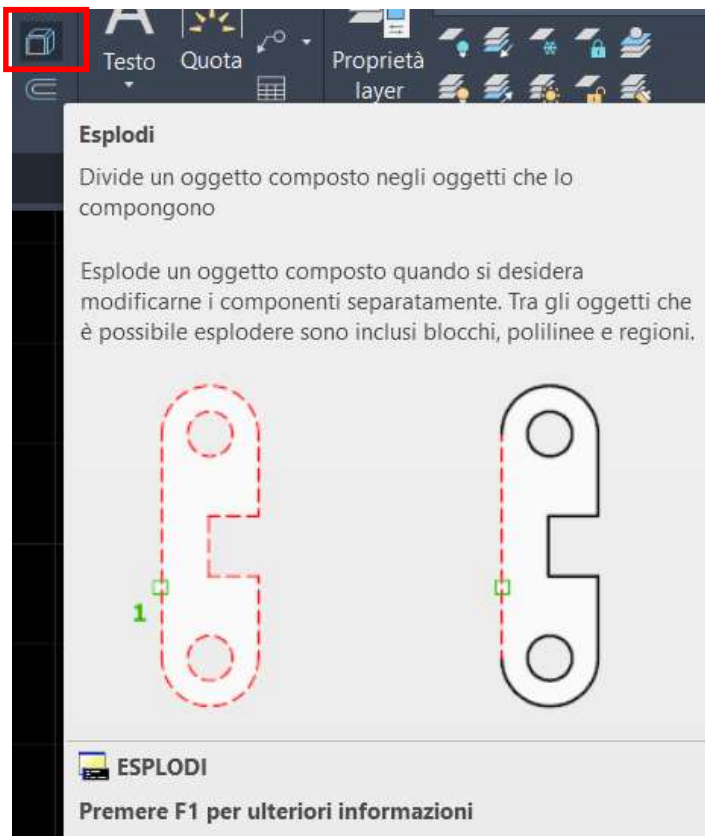 Testo
Quota
Proprietà
layer
Esplodi
Divide un oggetto composto negli oggetti che lo
compongono
Esplode un oggetto composto quando si desidera
modificarne i componenti separatamente. Tra gli oggetti che
è possibile esplodere sono inclusi blocchi, polilinee e regioni.
1
ESPLODI
Premere F1 per ulteriori informazioni